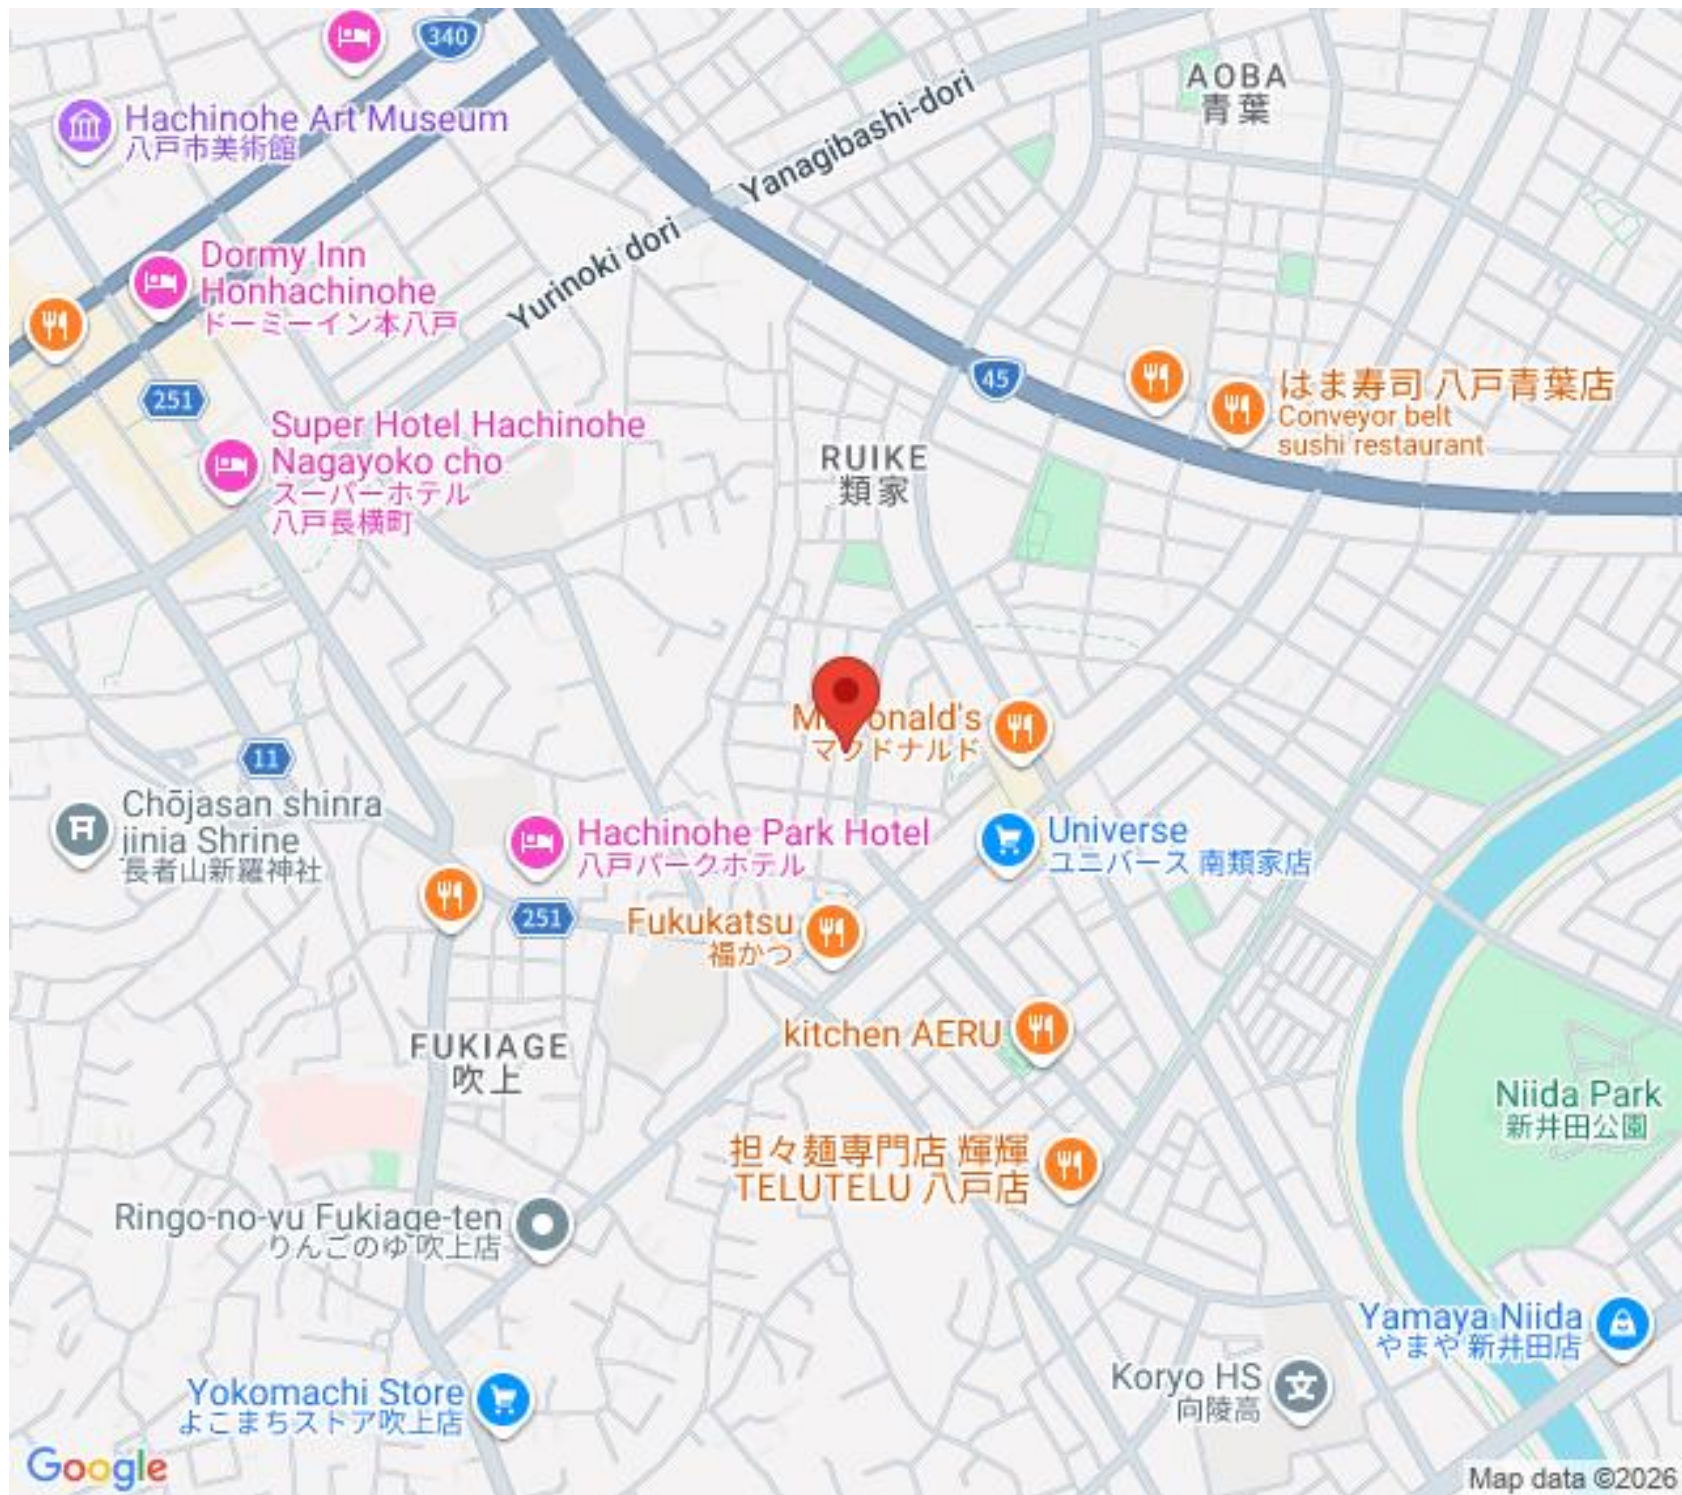 340
Hachinohe Art Museum
八戸市美術館
AOBA
青葉
Yanagibashi-dori
Yurinoki dori
Dormy Inn
Honhachinohe
ドーミーイン本八戸
251
45
はま寿司 八戸青葉店
Conveyor belt
sushi restaurant
Super Hotel Hachinohe
Nagayoko cho
スーパーホテル
八戸長横町
RUIKE
類家
McDonald's
マクドナルド
11
Chōjasan shinra
jinja Shrine
長者山新羅神社
Hachinohe Park Hotel
八戸パークホテル
Universe
ユニバース 南類家店
251
Fukukatsu
福かつ
kitchen AERU
FUKIAGE
吹上
Niida Park
新井田公園
担々麺専門店 輝輝
TELUTELU 八戸店
Ringo-no-yu Fukiage-ten
りんごのゆ 吹上店
Yamaya Niida
やまや 新井田店
Koryo HS
向陵高
文
Yokomachi Store
よこまちストア吹上店
Google
Map data ©2026